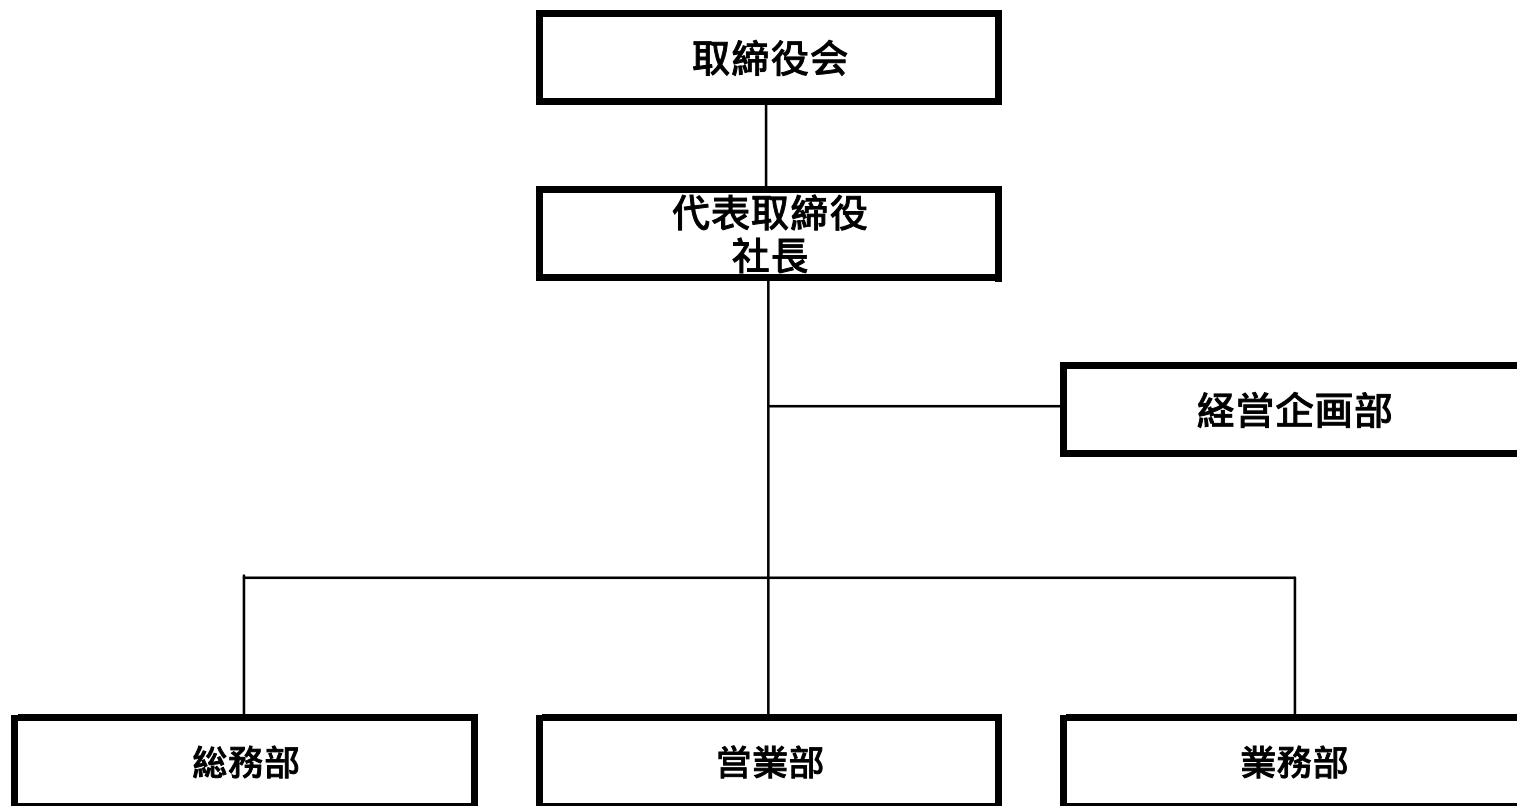 取締役会
代表取締役
社長
経営企画部
総務部
営業部
業務部